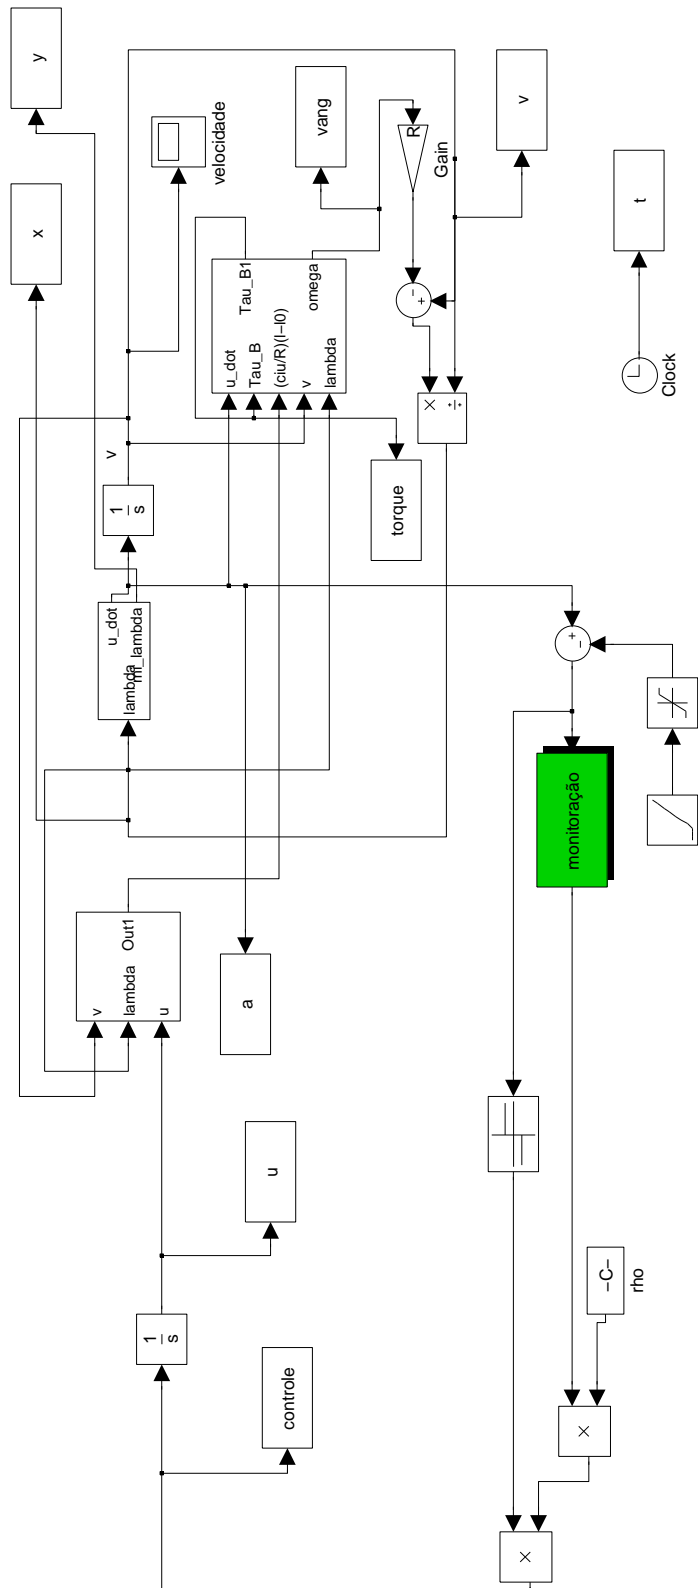 y
x
velocidade
vang
R
Gain
v
t
Clock
Tau_B1
omega
u_dot
Tau_B
(ciu/R)(l−l0)
v
lambda
−
+
×
÷
torque
v
1
s
u_dot
mi_lambda
lambda
+
−
monitoração
Out1
v
lambda
u
a
u
1
s
controle
−C−
rho
×
×